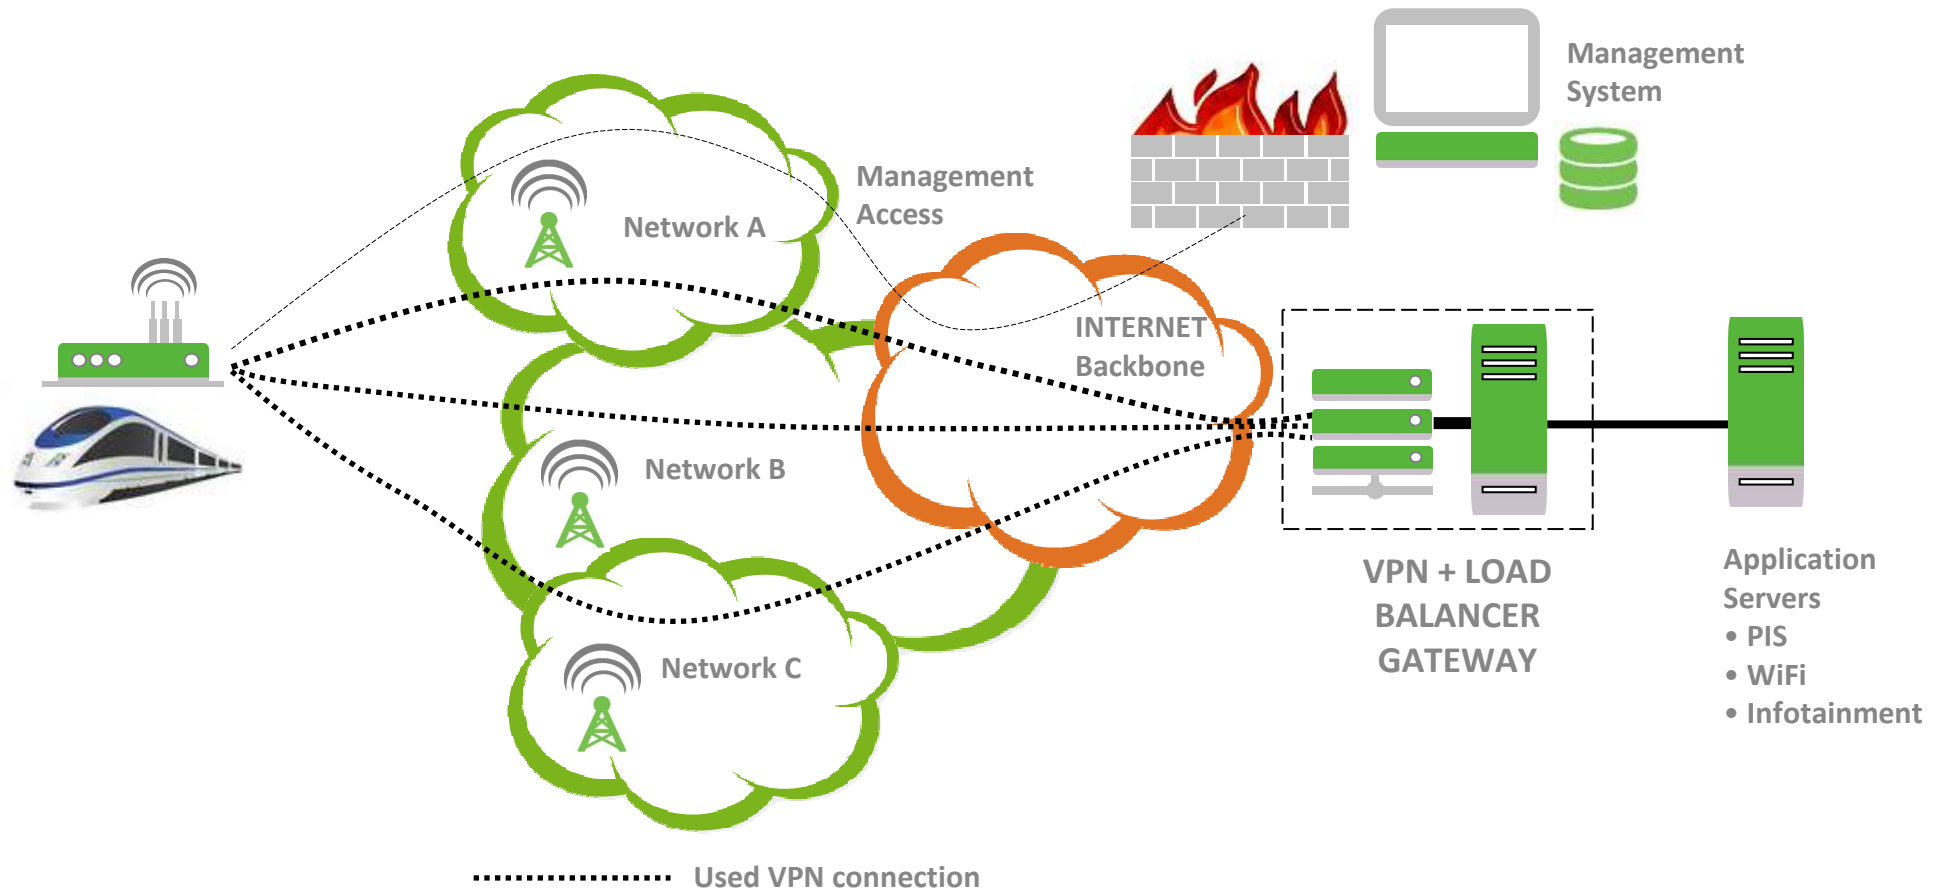 Management
System
Management
Access
Network A
INTERNET
Backbone
Network B
Network C
VPN + LOAD
BALANCER
GATEWAY
Application
Servers
• PIS
• WiFi
• Infotainment
Used VPN connection